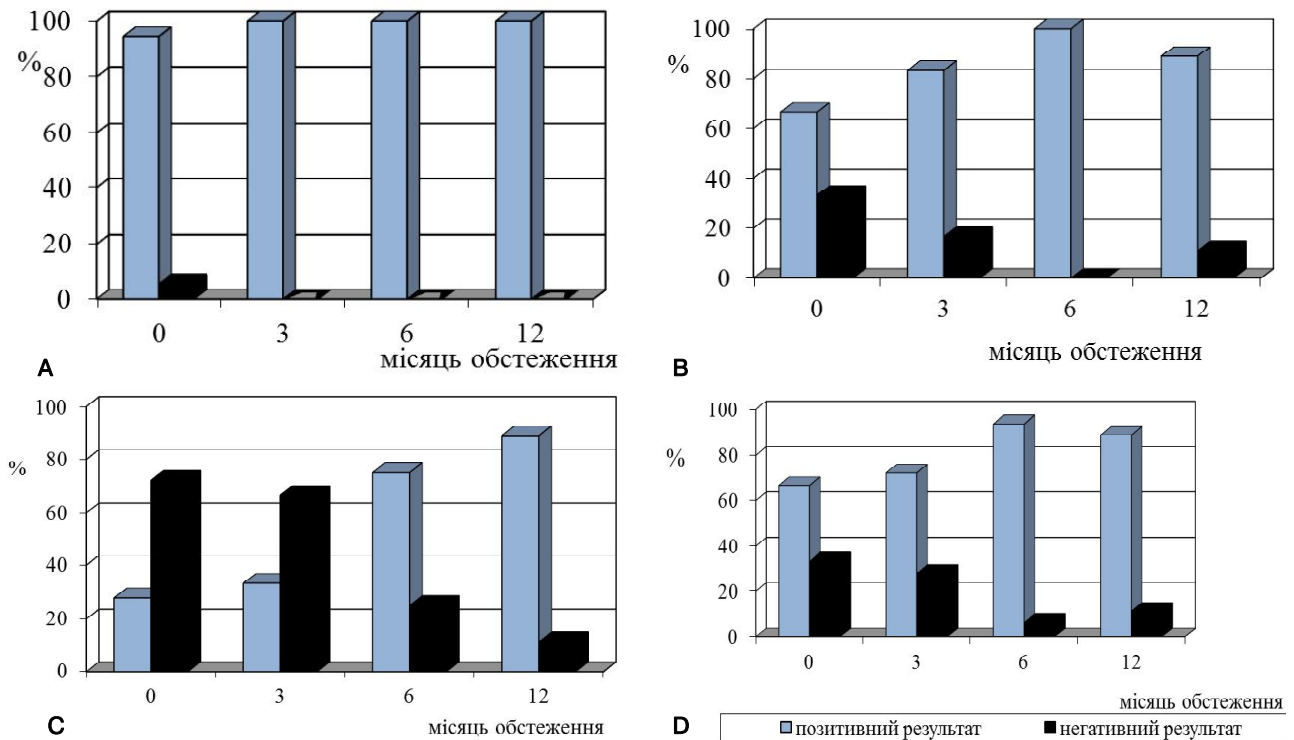 100
%
80
60
40
20
0
0 3 6 12
місяць обстеження
A
100
%
80
60
40
20
0
0 3 6 12
місяць обстеження
B
100
80
%
60
40
20
0
0 3 6 12
місяць обстеження
C
100
80
%
60
40
20
0
0 3 6 12
місяць обстеження
D
позитивний результат негативний результат